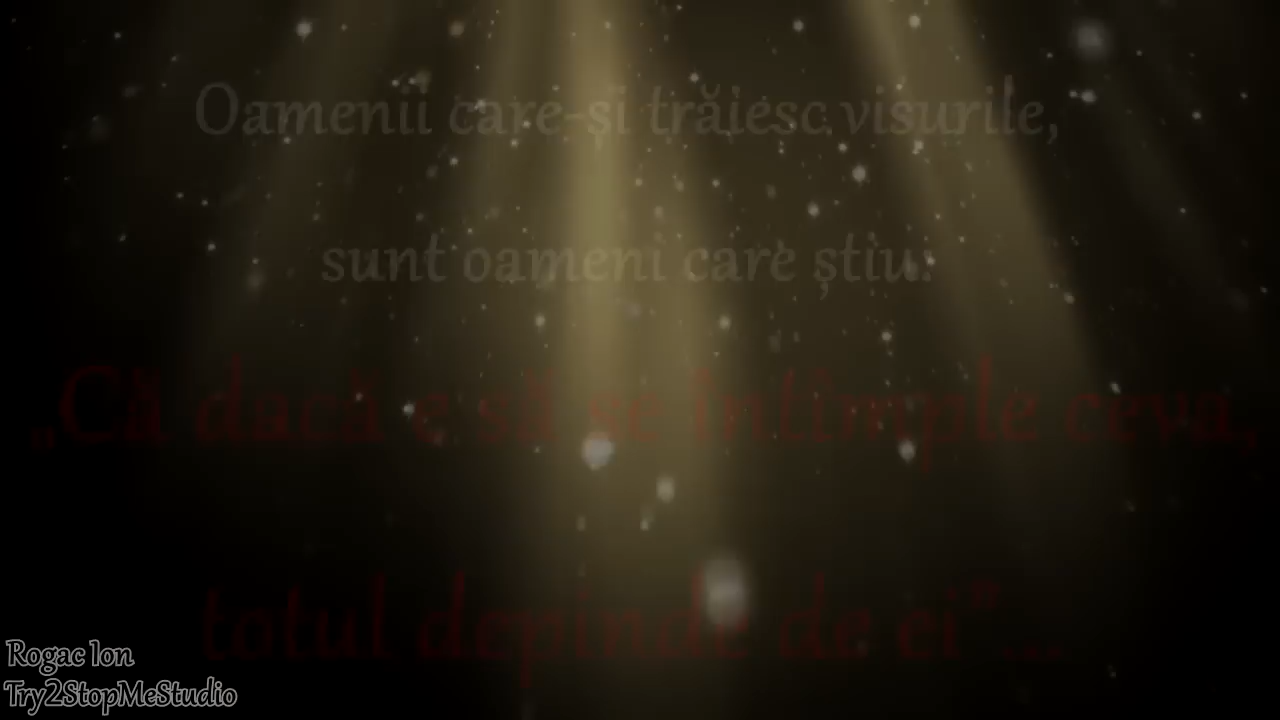 Oamenii care-și trăiesc visurile,
sunt oameni care știu:
„Că dacă e să se întîmple ceva,
totul depinde de ei"...
Rogac Ion
Try2StopMeStudio